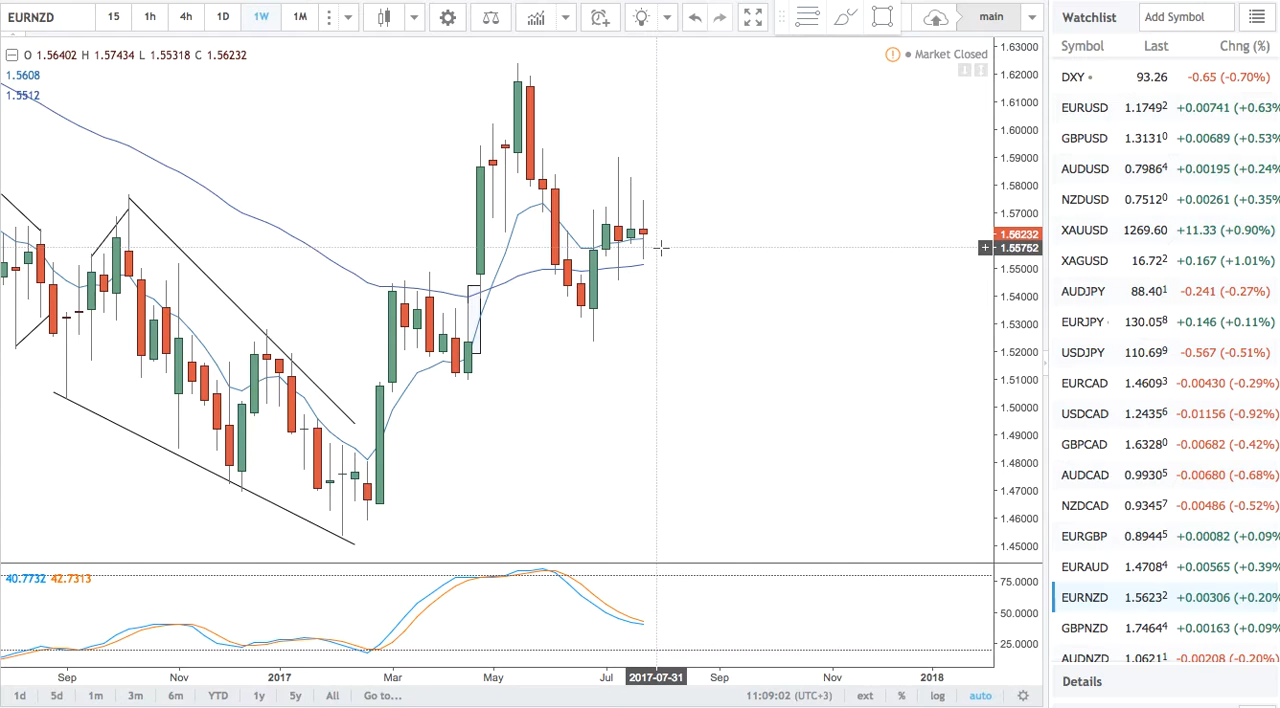 EURNZD 15 1h 4h 1D 1W 1M main
O 1.56402 H 1.57434 L 1.55318 C 1.56232
1.5608
1.5512
Market Closed
1.63000
1.62000
1.61000
1.60000
1.59000
1.58000
1.57000
1.56232
1.55752
1.55000
1.54000
1.53000
1.52000
1.51000
1.50000
1.49000
1.48000
1.47000
1.46000
1.45000
40.7732 42.7313
75.0000
50.0000
25.0000
Sep Nov 2017 Mar May Jul 2017-07-31 Sep Nov 2018
1d 5d 1m 3m 6m YTD 1y 5y All Go to... 11:09:02 (UTC+3) ext % log auto
Watchlist Add Symbol
Symbol Last Chng (%)
DXY 93.26 -0.65 (-0.70%)
EURUSD 1.17492 +0.00741 (+0.63%
GBPUSD 1.31310 +0.00689 (+0.53%
AUDUSD 0.79864 +0.00195 (+0.24%
NZDUSD 0.75120 +0.00261 (+0.35%
XAUUSD 1269.60 +11.33 (+0.90%)
XAGUSD 16.722 +0.167 (+1.01%)
AUDJPY 88.401 -0.241 (-0.27%)
EURJPY 130.058 +0.146 (+0.11%)
USDJPY 110.699 -0.567 (-0.51%)
EURCAD 1.46093 -0.00430 (-0.29%)
USDCAD 1.24356 -0.01156 (-0.92%)
GBPCAD 1.63280 -0.00682 (-0.42%)
AUDCAD 0.99305 -0.00680 (-0.68%)
NZDCAD 0.93457 -0.00486 (-0.52%)
EURGBP 0.89445 +0.00082 (+0.09%
EURAUD 1.47084 +0.00565 (+0.39%
EURNZD 1.56232 +0.00306 (+0.20%
GBPNZD 1.74644 +0.00163 (+0.09%
AUDNZD 1.06211 -0.00208 (-0.20%)
Details